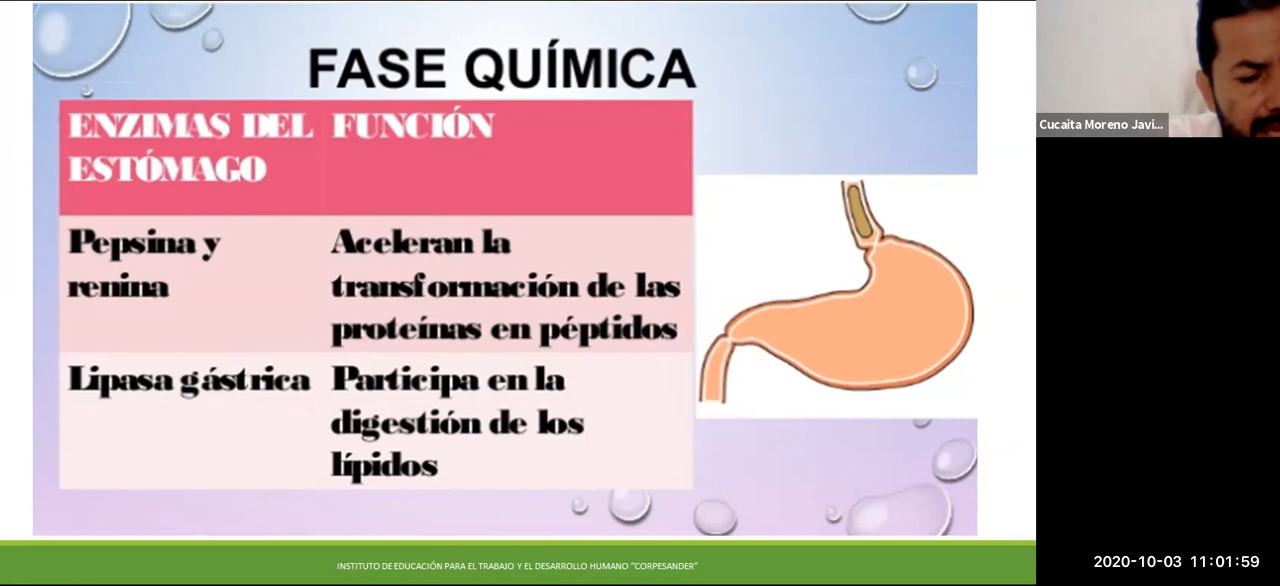 FASE QUÍMICA
ENZIMAS DEL ESTÓMAGO
FUNCIÓN
Pepsina y
renina
Aceleran la
transformación de las
proteínas en péptidos
Lipasa gástrica
Participa en la
digestión de los
lípidos
INSTITUTO DE EDUCACIÓN PARA EL TRABAJO Y EL DESARROLLO HUMANO “CORPESANDER”
Cucaita Moreno Javi...
2020-10-03 11:01:59